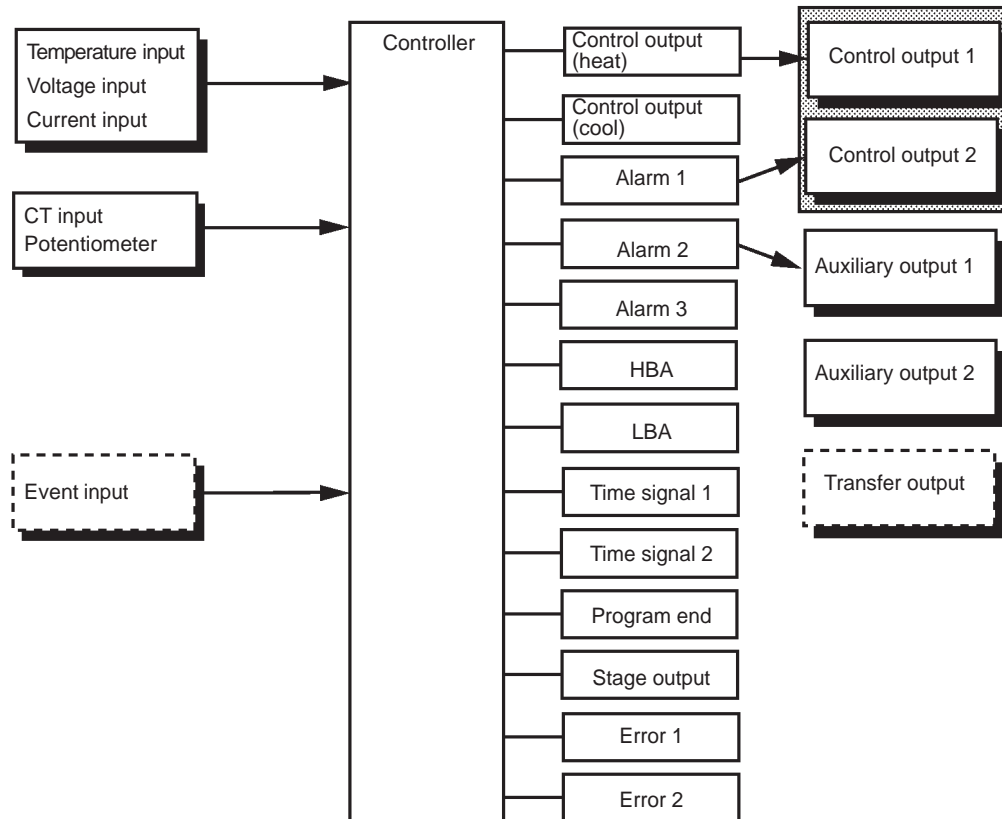 Temperature input
Voltage input
Current input
CT input
Potentiometer
Event input
Controller
Control output
(heat)
Control output
(cool)
Alarm 1
Alarm 2
Alarm 3
HBA
LBA
Time signal 1
Time signal 2
Program end
Stage output
Error 1
Error 2
Control output 1
Control output 2
Auxiliary output 1
Auxiliary output 2
Transfer output